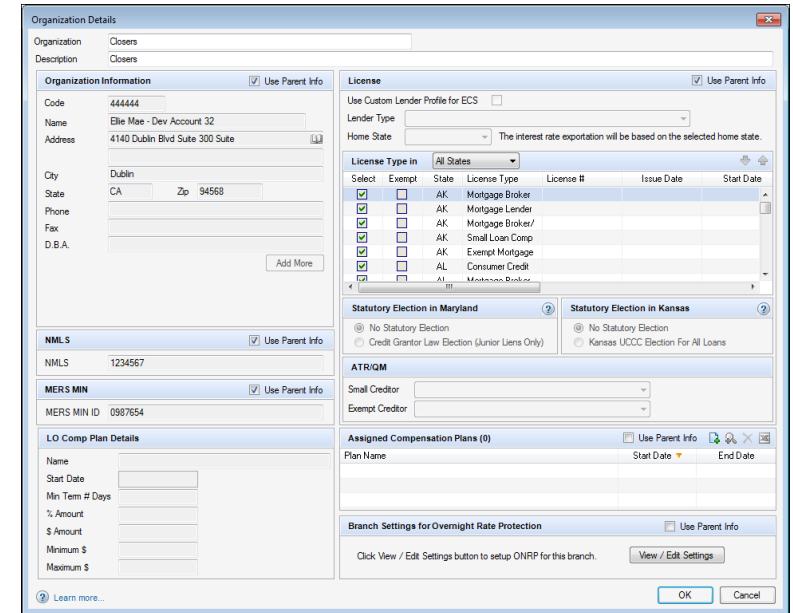 Organization Details
Organization Closers
Description Closers
Organization Information Use Parent Info
Code 444444
Name Ellie Mae - Dev Account 32
Address 4140 Dublin Blvd Suite 300 Suite
City Dublin
State CA Zip 94568
Phone
Fax
D.B.A.
Add More
NMLS Use Parent Info
NMLS 1234567
MERS MIN Use Parent Info
MERS MIN ID 0987654
LO Comp Plan Details
Name
Start Date
Min Term # Days
% Amount
$ Amount
Minimum $
Maximum $
License Use Parent Info
Use Custom Lender Profile for ECS
Lender Type
Home State The interest rate exportation will be based on the selected home state.
License Type in All States
Select Exempt State License Type License # Issue Date Start Date
AK Mortgage Broker
AK Mortgage Lender
AK Mortgage Broker/
AK Small Loan Comp
AK Exempt Mortgage
AL Consumer Credit
AL Mortgage Broker
Statutory Election in Maryland
No Statutory Election
Credit Grantor Law Election (Junior Liens Only)
Statutory Election in Kansas
No Statutory Election
Kansas UCCC Election For All Loans
ATR/QM
Small Creditor
Exempt Creditor
Assigned Compensation Plans (0) Use Parent Info
Plan Name Start Date End Date
Branch Settings for Overnight Rate Protection Use Parent Info
Click View / Edit Settings button to setup ONRP for this branch. View / Edit Settings
Learn more... OK Cancel